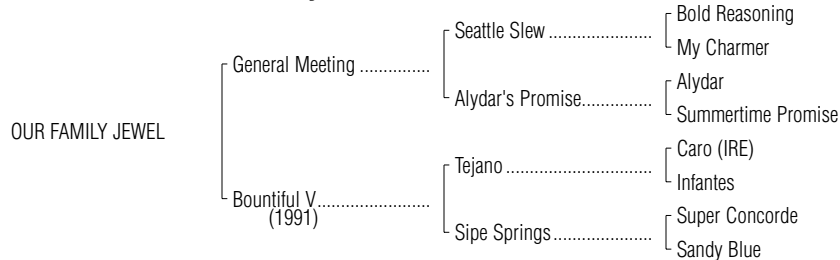 Bold Reasoning
Seattle Slew ......................
My Charmer
General Meeting ...............
Alydar
Alydar's Promise...............
Summertime Promise
OUR FAMILY JEWEL
Caro (IRE)
Tejano ...............................
Infantes
Bountiful V........................
(1991)
Super Concorde
Sipe Springs.....................
Sandy Blue